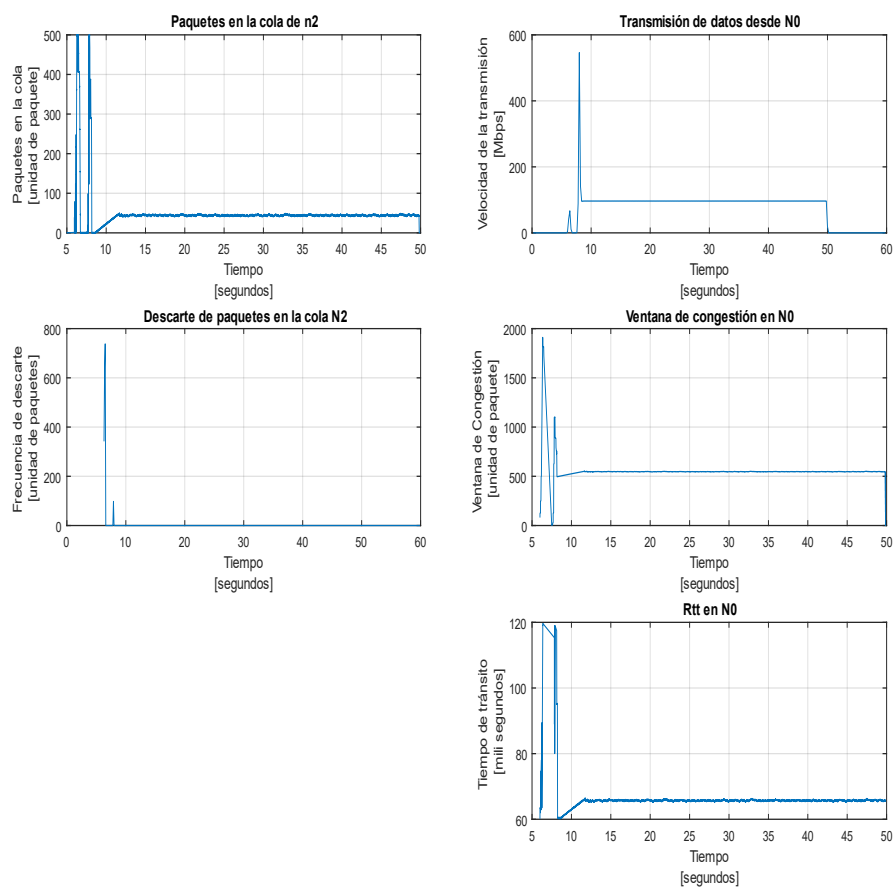 Paquetes en la cola de n2
500
400
300
200
100
0
Paquetes en la cola
[unidad de paquete]
5 10 15 20 25 30 35 40 45 50
Tiempo
[segundos]
Transmisión de datos desde N0
600
400
200
0
Velocidad de la transmisión
[Mbps]
0 10 20 30 40 50 60
Tiempo
[segundos]
Descarte de paquetes en la cola N2
800
600
400
200
0
Frecuencia de descarte
[unidad de paquetes]
0 10 20 30 40 50 60
Tiempo
[segundos]
Ventana de congestión en N0
2000
1500
1000
500
0
Ventana de Congestión
[unidad de paquete]
5 10 15 20 25 30 35 40 45 50
Tiempo
[segundos]
Rtt en N0
120
100
80
60
Tiempo de tránsito
[mili segundos]
5 10 15 20 25 30 35 40 45 50
Tiempo
[segundos]